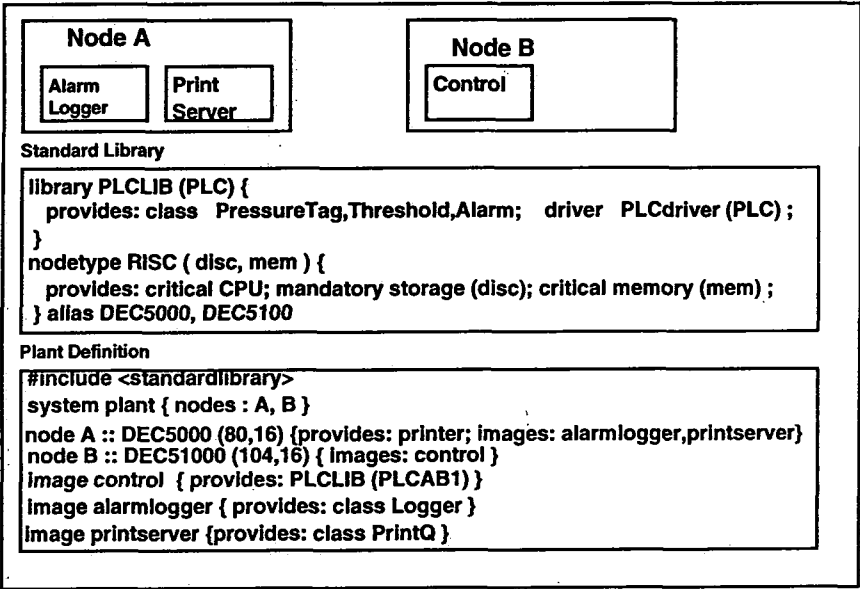 Node A
Node B
Alarm
Logger
Print
Server
Control
Standard Library
library PLCLIB (PLC) {
provides: class PressureTag,Threshold,Alarm; driver PLCdriver (PLC) ;
}
nodetype RISC ( disc, mem ) {
provides: critical CPU; mandatory storage (disc); critical memory (mem) ;
} alias DEC5000, DEC5100
Plant Definition
#include <standardlibrary>
system plant { nodes : A, B }
node A :: DEC5000 (80,16) {provides: printer; images: alarmlogger,printserver}
node B :: DEC51000 (104,16) { images: control }
image control { provides: PLCLIB (PLCAB1) }
image alarmlogger { provides: class Logger }
image printserver {provides: class PrintQ }